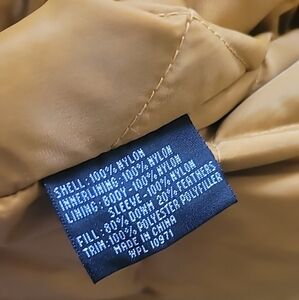 SHELL: 100% NYLON
INNERLINING: 100% NYLON
LINING: BODY-100% NYLON
SLEEVE-100% NYLON
FILL: 80% DOWN 20% FEATHERS
TRIM: 100% POLYESTER POLYFILLER
MADE IN CHINA
RPL 10971